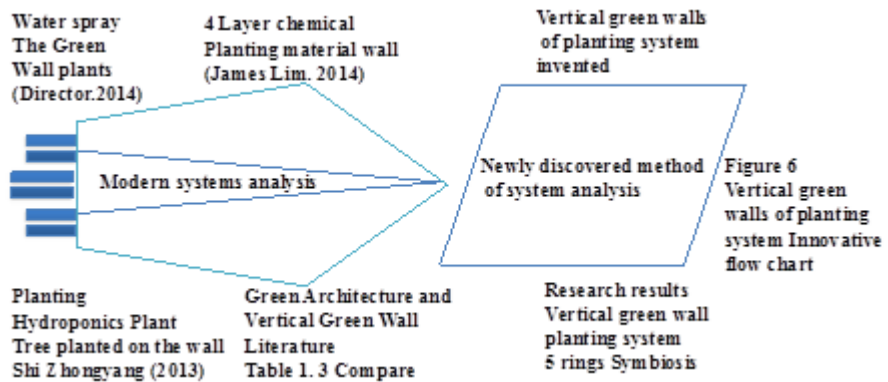 Water spray
The Green
Wall plants
(Director.2014)
4 Layer chemical
Planting material wall
(James Lim. 2014)
Vertical green walls
of planting system
invented
Modern systems analysis
Newly discovered method
of system analysis
Figure 6
Vertical green
walls of planting
system Innovative
flow chart
Planting
Hydroponics Plant
Tree planted on the wall
Shi Zhongyang (2013)
Green Architecture and
Vertical Green Wall
Literature
Table 1. 3 Compare
Research results
Vertical green wall
planting system
5 rings Symbiosis